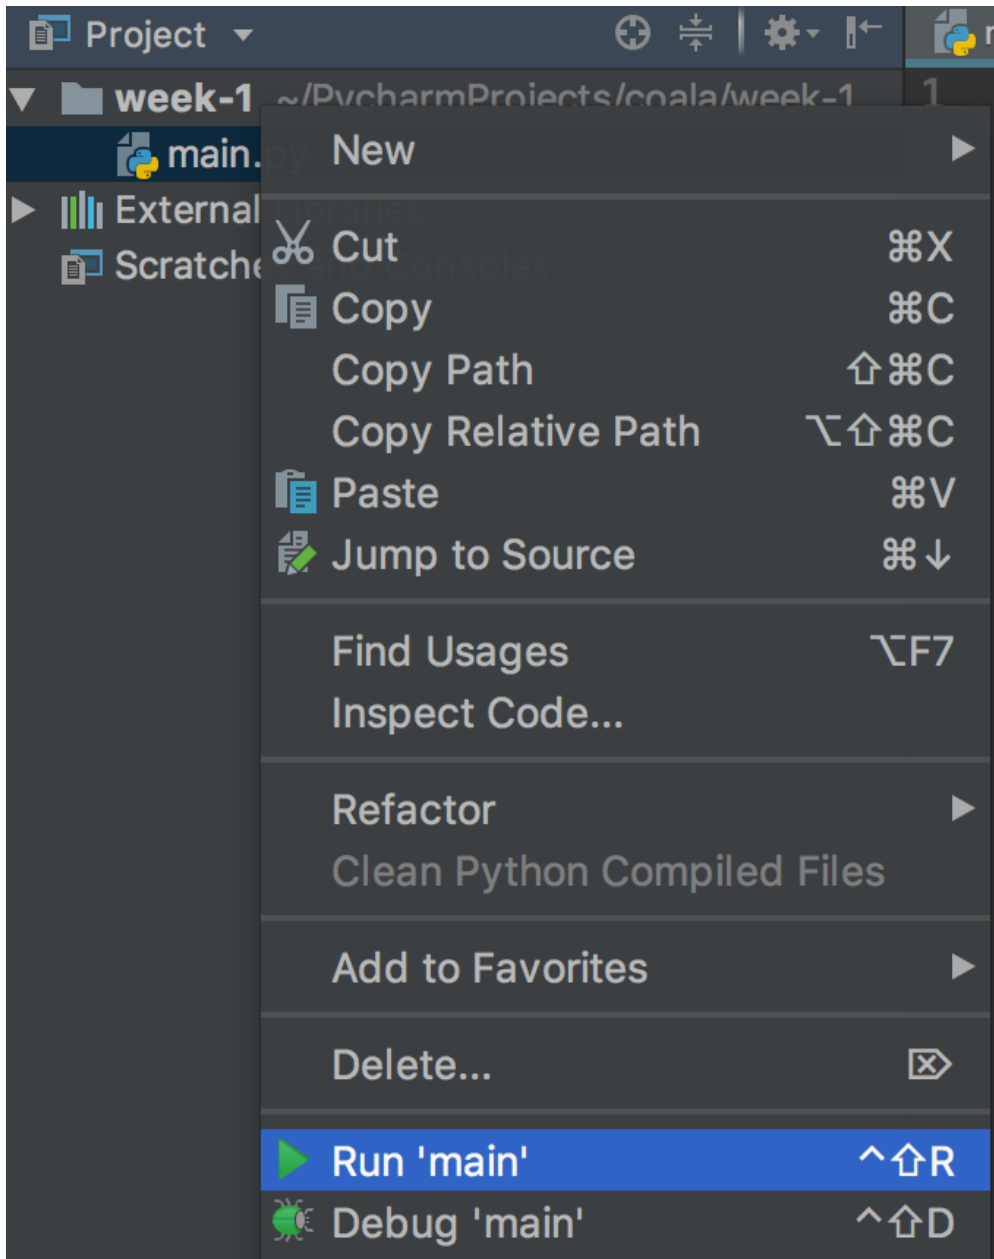 Project
week-1 ~/PycharmProjects/coala/week-1
1
main.py
External Libraries
Scratches and Consoles
New
Cut ⌘X
Copy ⌘C
Copy Path ⇧⌘C
Copy Relative Path ⌥⇧⌘C
Paste ⌘V
Jump to Source ⌘↓
Find Usages ⌥F7
Inspect Code...
Refactor
Clean Python Compiled Files
Add to Favorites
Delete... ⌦
Run 'main' ^⇧R
Debug 'main' ^⇧D